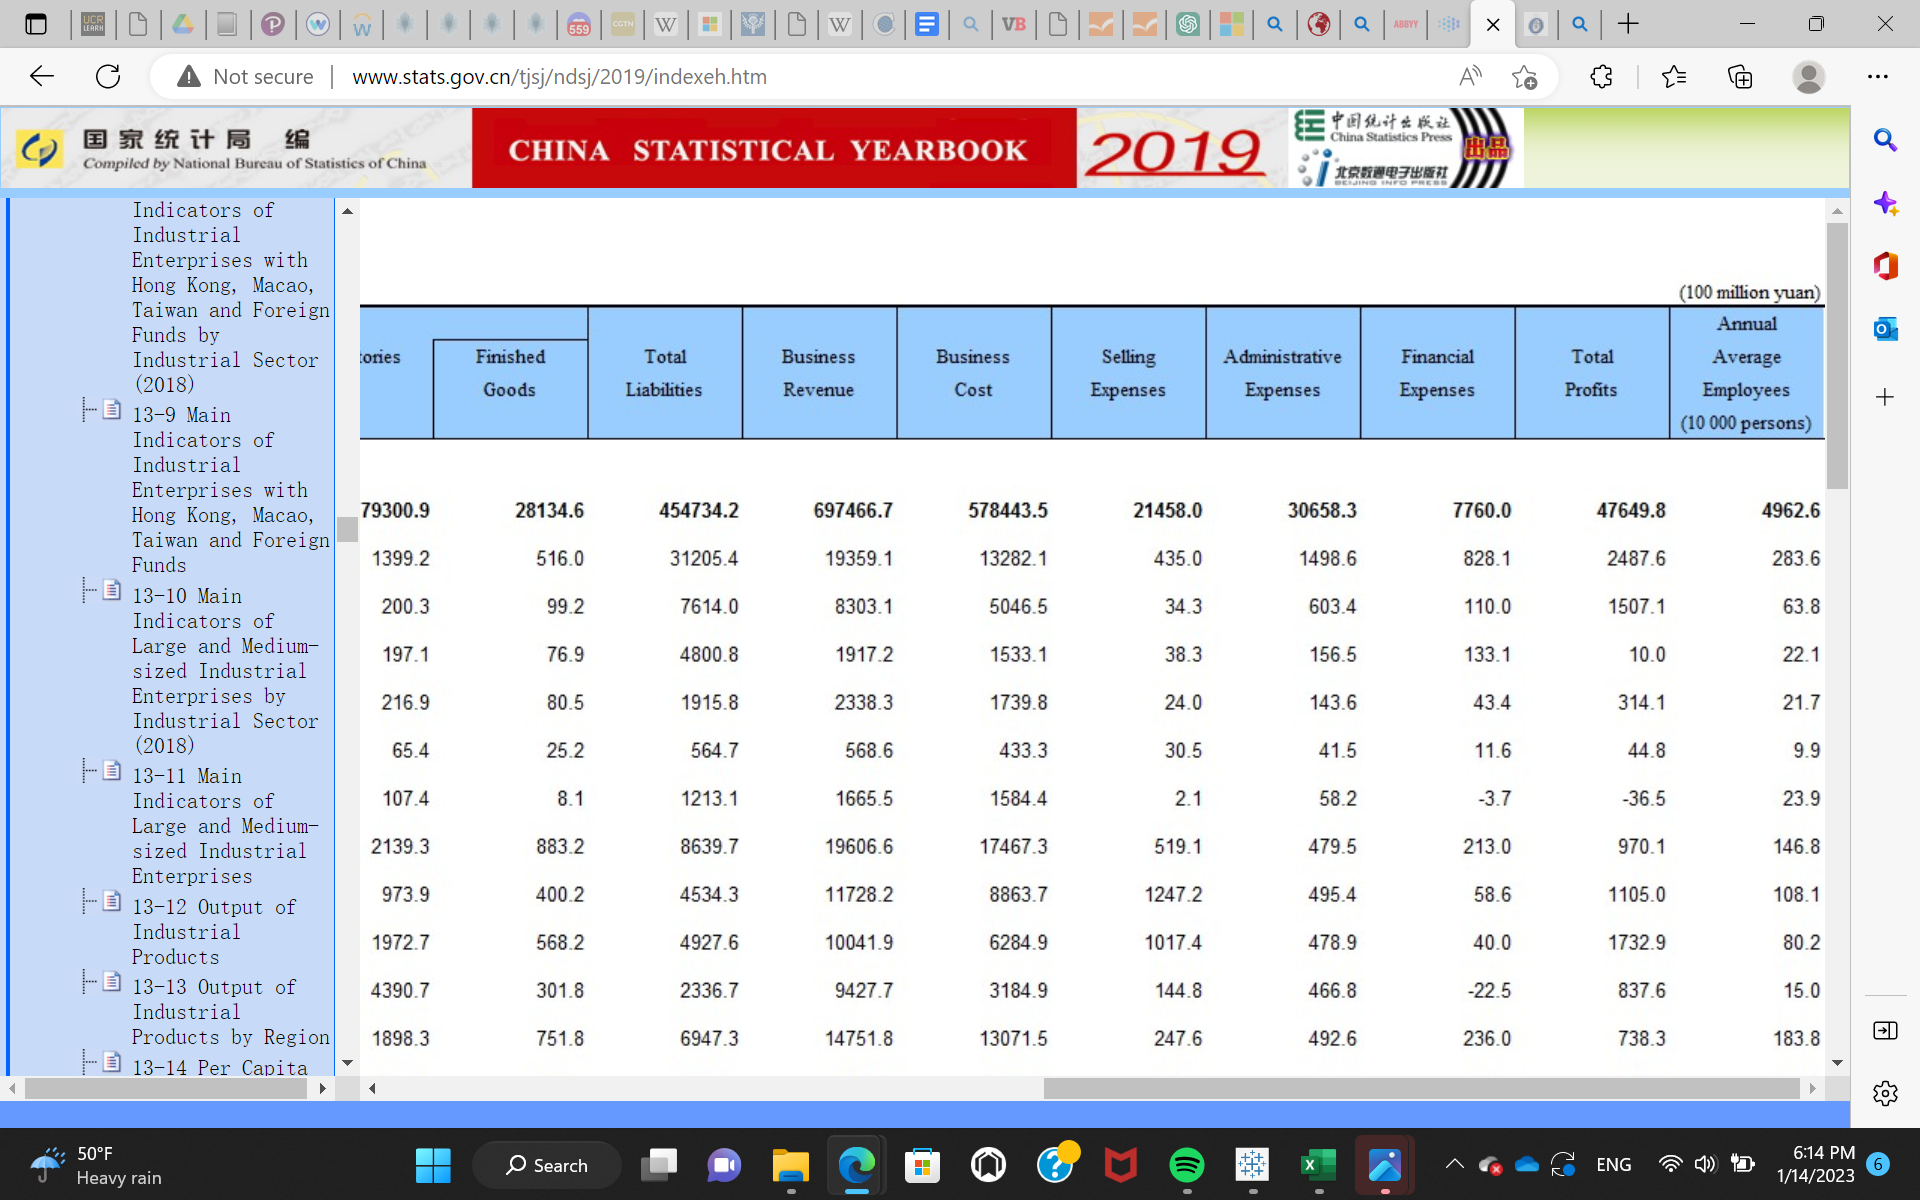 UCR LEARN
559
CGTN
W
W
VB
ABBYY
Not secure
www.stats.gov.cn/tjsj/ndsj/2019/indexeh.htm
国家统计局 编
Compiled by National Bureau of Statistics of China
CHINA STATISTICAL YEARBOOK
2019
中国统计出版社
China Statistics Press
北京数通电子出版社
BEIJING INFO PRESS
出品
Indicators of
Industrial
Enterprises with
Hong Kong, Macao,
Taiwan and Foreign
Funds by
Industrial Sector
(2018)
13-9 Main
Indicators of
Industrial
Enterprises with
Hong Kong, Macao,
Taiwan and Foreign
Funds
13-10 Main
Indicators of
Large and Medium-
sized Industrial
Enterprises by
Industrial Sector
(2018)
13-11 Main
Indicators of
Large and Medium-
sized Industrial
Enterprises
13-12 Output of
Industrial
Products
13-13 Output of
Industrial
Products by Region
13-14 Per Capita
(100 million yuan)
ories
Finished Goods
Total Liabilities
Business Revenue
Business Cost
Selling Expenses
Administrative Expenses
Financial Expenses
Total Profits
Annual Average Employees (10 000 persons)
79300.9 28134.6 454734.2 697466.7 578443.5 21458.0 30658.3 7760.0 47649.8 4962.6
1399.2 516.0 31205.4 19359.1 13282.1 435.0 1498.6 828.1 2487.6 283.6
200.3 99.2 7614.0 8303.1 5046.5 34.3 603.4 110.0 1507.1 63.8
197.1 76.9 4800.8 1917.2 1533.1 38.3 156.5 133.1 10.0 22.1
216.9 80.5 1915.8 2338.3 1739.8 24.0 143.6 43.4 314.1 21.7
65.4 25.2 564.7 568.6 433.3 30.5 41.5 11.6 44.8 9.9
107.4 8.1 1213.1 1665.5 1584.4 2.1 58.2 -3.7 -36.5 23.9
2139.3 883.2 8639.7 19606.6 17467.3 519.1 479.5 213.0 970.1 146.8
973.9 400.2 4534.3 11728.2 8863.7 1247.2 495.4 58.6 1105.0 108.1
1972.7 568.2 4927.6 10041.9 6284.9 1017.4 478.9 40.0 1732.9 80.2
4390.7 301.8 2336.7 9427.7 3184.9 144.8 466.8 -22.5 837.6 15.0
1898.3 751.8 6947.3 14751.8 13071.5 247.6 492.6 236.0 738.3 183.8
50°F
Heavy rain
Search
ENG
6:14 PM
1/14/2023
6